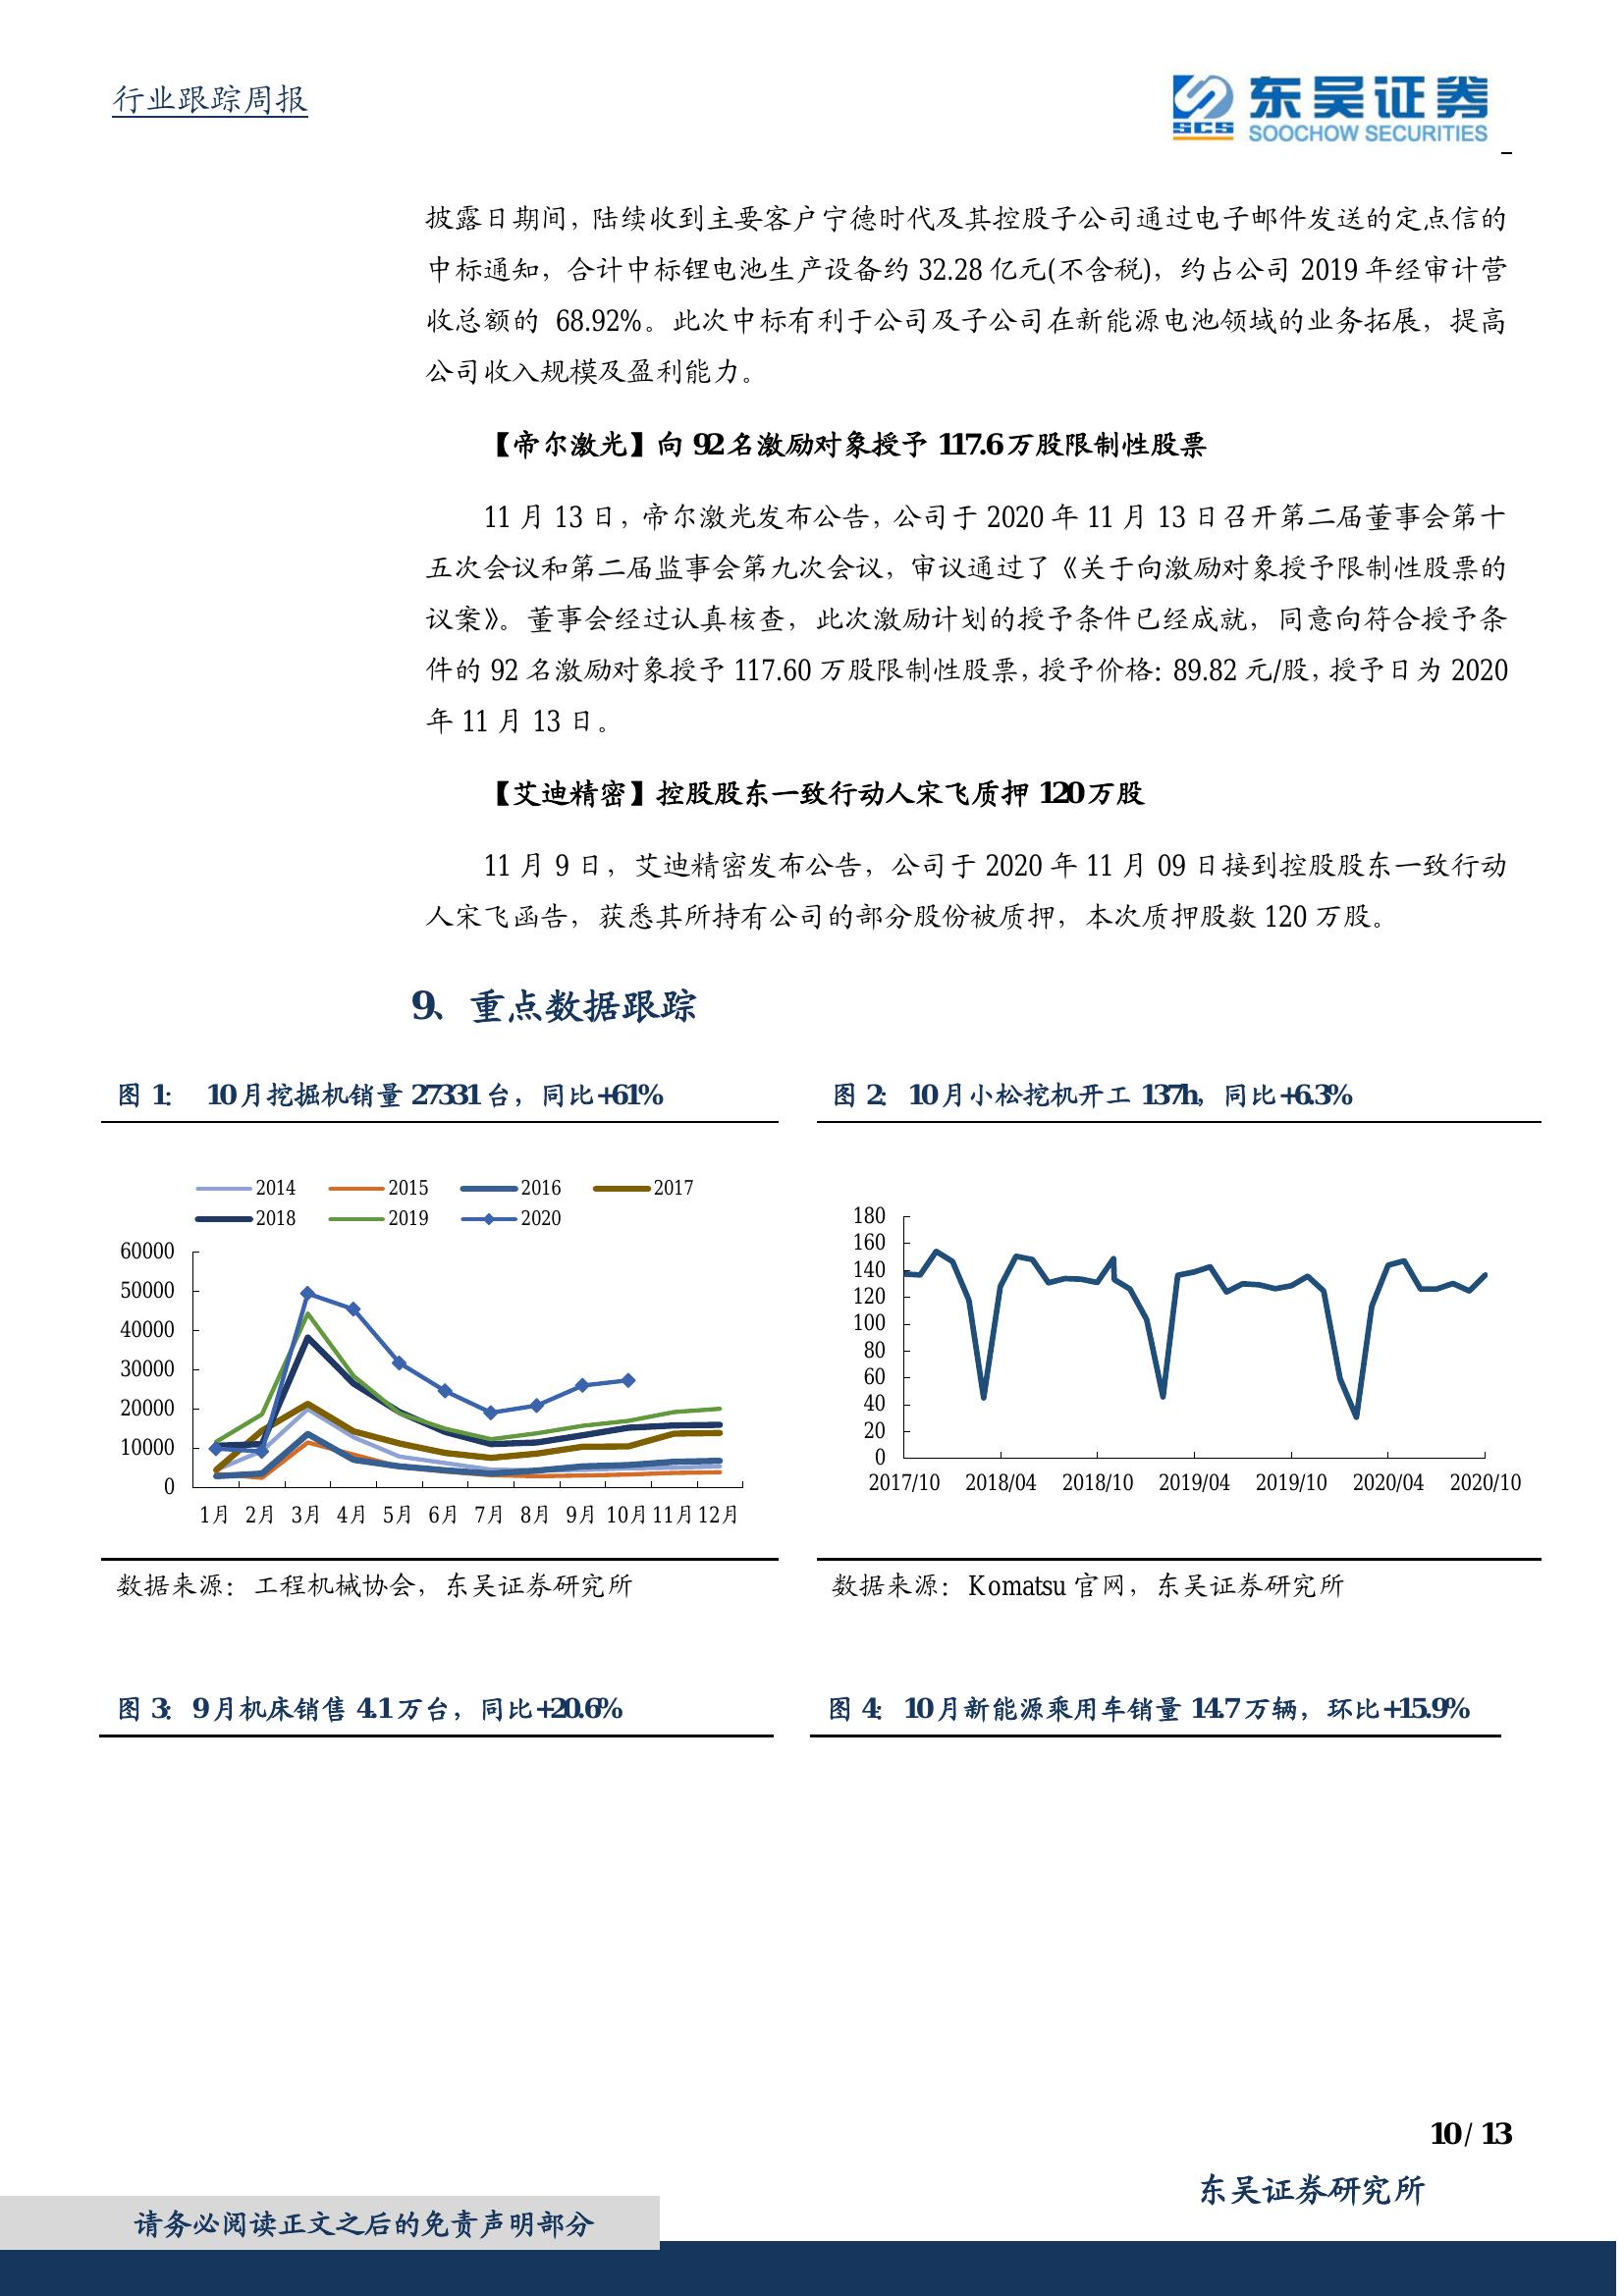 行业跟踪周报
SCS
东吴证券
SOOCHOW SECURITIES
披露日期间，陆续收到主要客户宁德时代及其控股子公司通过电子邮件发送的定点信的
中标通知，合计中标锂电池生产设备约 32.28 亿元(不含税)，约占公司 2019 年经审计营
收总额的 68.92%。此次中标有利于公司及子公司在新能源电池领域的业务拓展，提高
公司收入规模及盈利能力。
【帝尔激光】向 92 名激励对象授予 117.6 万股限制性股票
11 月 13 日，帝尔激光发布公告，公司于 2020 年 11 月 13 日召开第二届董事会第十
五次会议和第二届监事会第九次会议，审议通过了《关于向激励对象授予限制性股票的
议案》。董事会经过认真核查，此次激励计划的授予条件已经成就，同意向符合授予条
件的 92 名激励对象授予 117.60 万股限制性股票，授予价格：89.82 元/股，授予日为 2020
年 11 月 13 日。
【艾迪精密】控股股东一致行动人宋飞质押 120 万股
11 月 9 日，艾迪精密发布公告，公司于 2020 年 11 月 09 日接到控股股东一致行动
人宋飞函告，获悉其所持有公司的部分股份被质押，本次质押股数 120 万股。
9、重点数据跟踪
图 1： 10 月挖掘机销量 27331 台，同比+61%
2014 2015 2016 2017
2018 2019 2020
60000
50000
40000
30000
20000
10000
0
1月 2月 3月 4月 5月 6月 7月 8月 9月 10月 11月 12月
数据来源：工程机械协会，东吴证券研究所
图 2： 10 月小松挖机开工 137h，同比+6.3%
180
160
140
120
100
80
60
40
20
0
2017/10 2018/04 2018/10 2019/04 2019/10 2020/04 2020/10
数据来源：Komatsu 官网，东吴证券研究所
图 3： 9 月机床销售 4.1 万台，同比+20.6%
图 4： 10 月新能源乘用车销量 14.7 万辆，环比+15.9%
10 / 13
东吴证券研究所
请务必阅读正文之后的免责声明部分